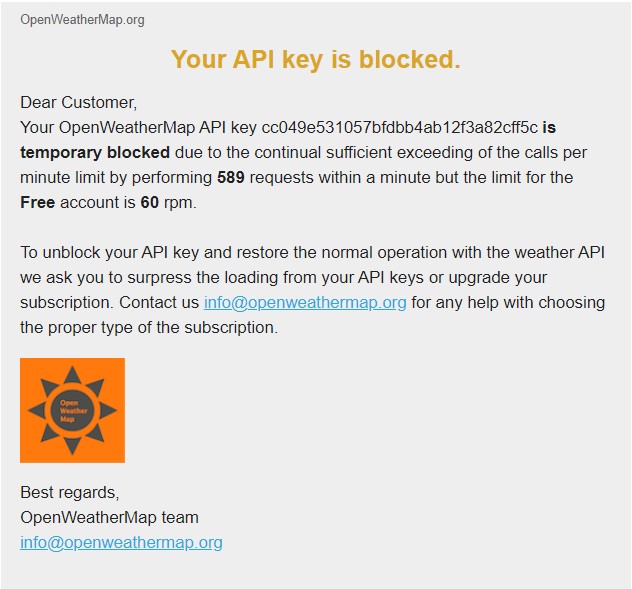 OpenWeatherMap.org
Your API key is blocked.
Dear Customer,
Your OpenWeatherMap API key cc049e531057bfdbb4ab12f3a82cff5c is
temporary blocked due to the continual sufficient exceeding of the calls per
minute limit by performing 589 requests within a minute but the limit for the
Free account is 60 rpm.
To unblock your API key and restore the normal operation with the weather API
we ask you to surpress the loading from your API keys or upgrade your
subscription. Contact us info@openweathermap.org for any help with choosing
the proper type of the subscription.
Open
Weather
Map
Best regards,
OpenWeatherMap team
info@openweathermap.org